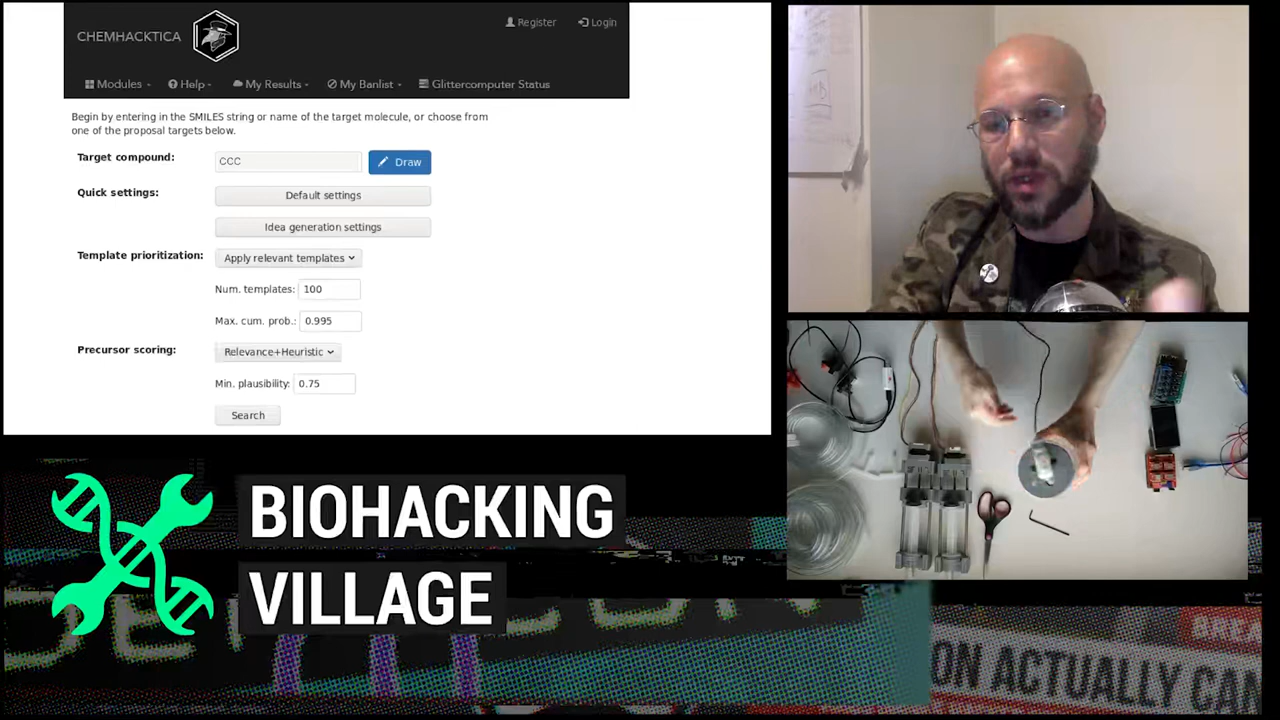 CHEMHACKTICA
Register
Login
Modules
Help
My Results
My Banlist
Glittercomputer Status
Begin by entering in the SMILES string or name of the target molecule, or choose from
one of the proposal targets below.
Target compound:
CCC
Draw
Quick settings:
Default settings
Idea generation settings
Template prioritization:
Apply relevant templates
Num. templates:
100
Max. cum. prob.:
0.995
Precursor scoring:
Relevance+Heuristic
Min. plausibility:
0.75
Search
BIOHACKING
VILLAGE
ON ACTUALLY CAN